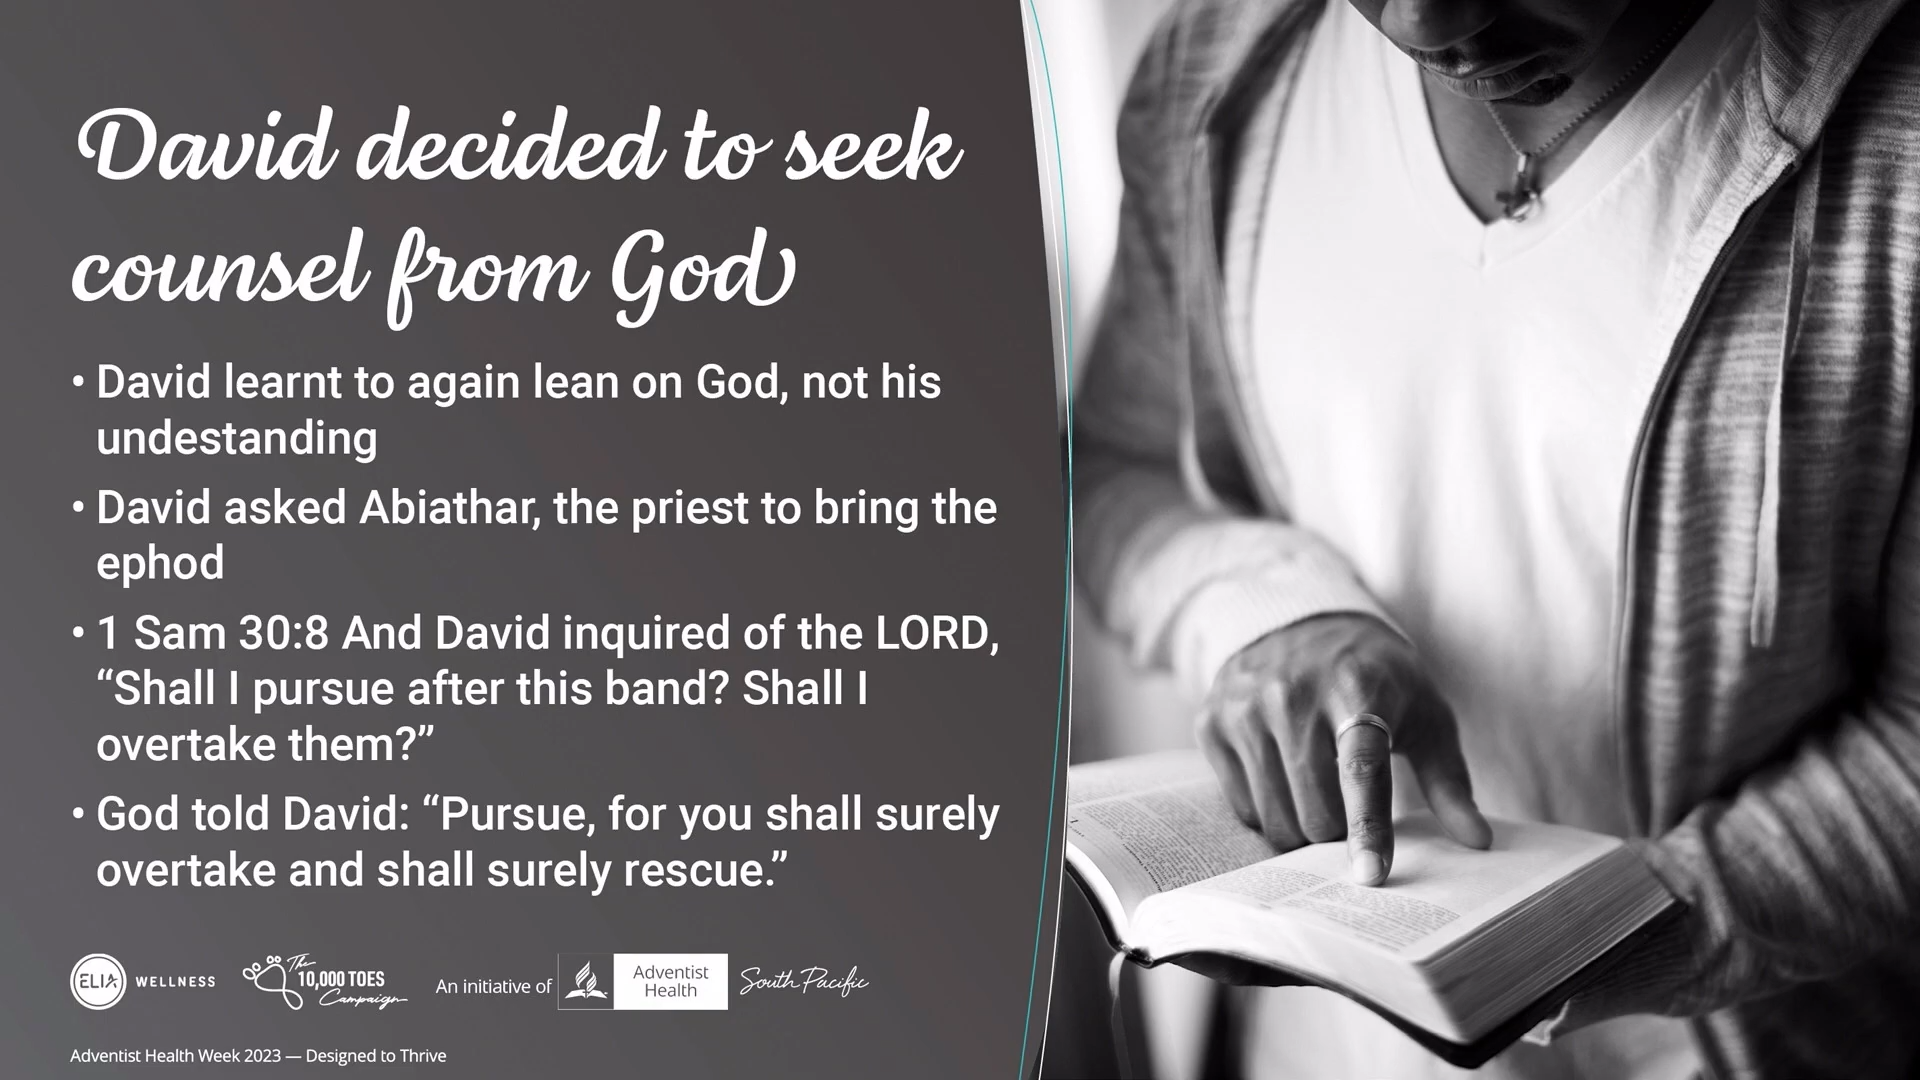 David decided to seek
counsel from God
• David learnt to again lean on God, not his
undestanding
• David asked Abiathar, the priest to bring the
ephod
• 1 Sam 30:8 And David inquired of the LORD,
“Shall I pursue after this band? Shall I
overtake them?”
• God told David: “Pursue, for you shall surely
overtake and shall surely rescue.”
ELIA WELLNESS
The
10,000 TOES
Campaign
An initiative of
Adventist
Health
South Pacific
Adventist Health Week 2023 — Designed to Thrive